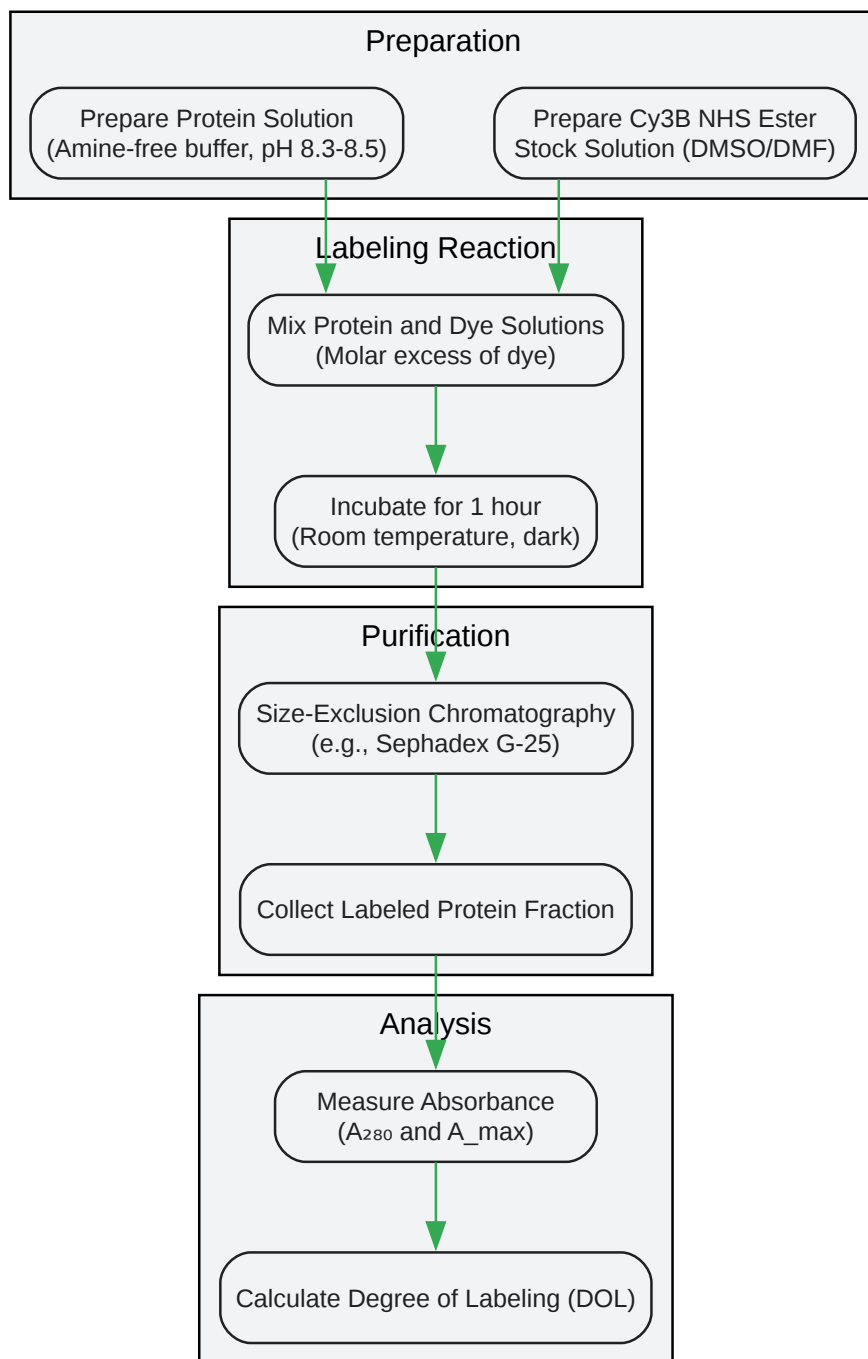 Preparation
Prepare Protein Solution
(Amine-free buffer, pH 8.3-8.5)
Prepare Cy3B NHS Ester
Stock Solution (DMSO/DMF)
Labeling Reaction
Mix Protein and Dye Solutions
(Molar excess of dye)
Incubate for 1 hour
(Room temperature, dark)
Purification
Size-Exclusion Chromatography
(e.g., Sephadex G-25)
Collect Labeled Protein Fraction
Analysis
Measure Absorbance
(A₂₈₀ and A_max)
Calculate Degree of Labeling (DOL)